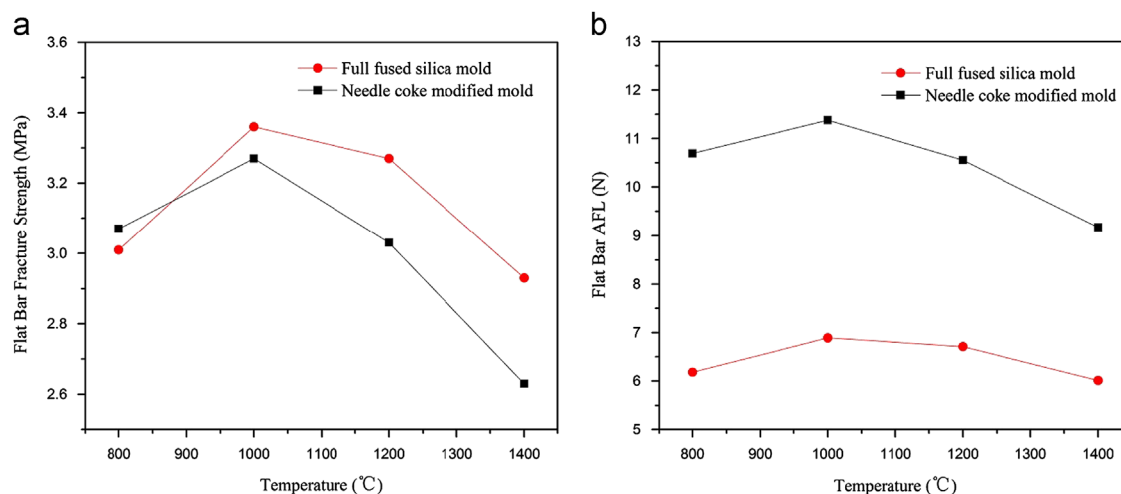 a
3.6
3.4
3.2
3.0
2.8
2.6
Flat Bar Fracture Strength (MPa)
Full fused silica mold
Needle coke modified mold
800 900 1000 1100 1200 1300 1400
Temperature (℃)
b
13
12
11
10
9
8
7
6
5
Flat Bar AFL (N)
Full fused silica mold
Needle coke modified mold
800 900 1000 1100 1200 1300 1400
Temperature (℃)